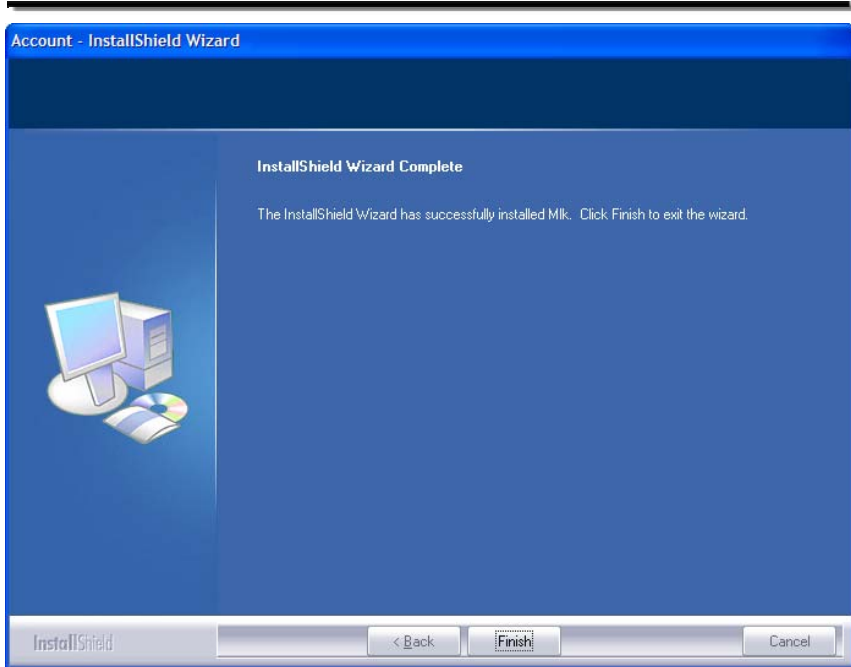 Account - InstallShield Wizard
InstallShield Wizard Complete
The InstallShield Wizard has successfully installed Mlk. Click Finish to exit the wizard.
InstallShield
< Back
Finish
Cancel